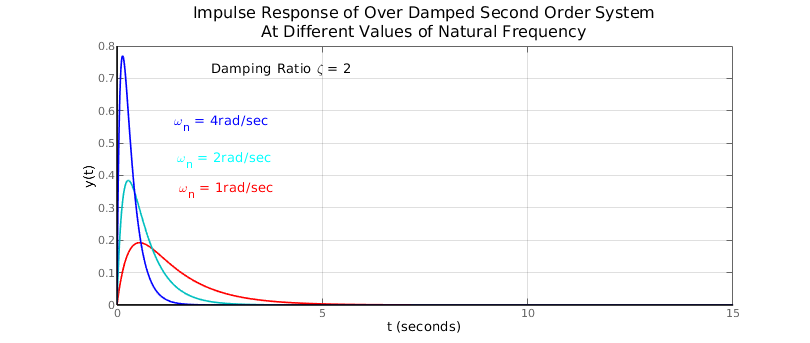 Impulse Response of Over Damped Second Order System
At Different Values of Natural Frequency
0.8
Damping Ratio ζ = 2
0.7
0.6
ωn = 4rad/sec
0.5
ωn = 2rad/sec
0.4
y(t)
ωn = 1rad/sec
0.3
0.2
0.1
0
0 5 10 15
t (seconds)